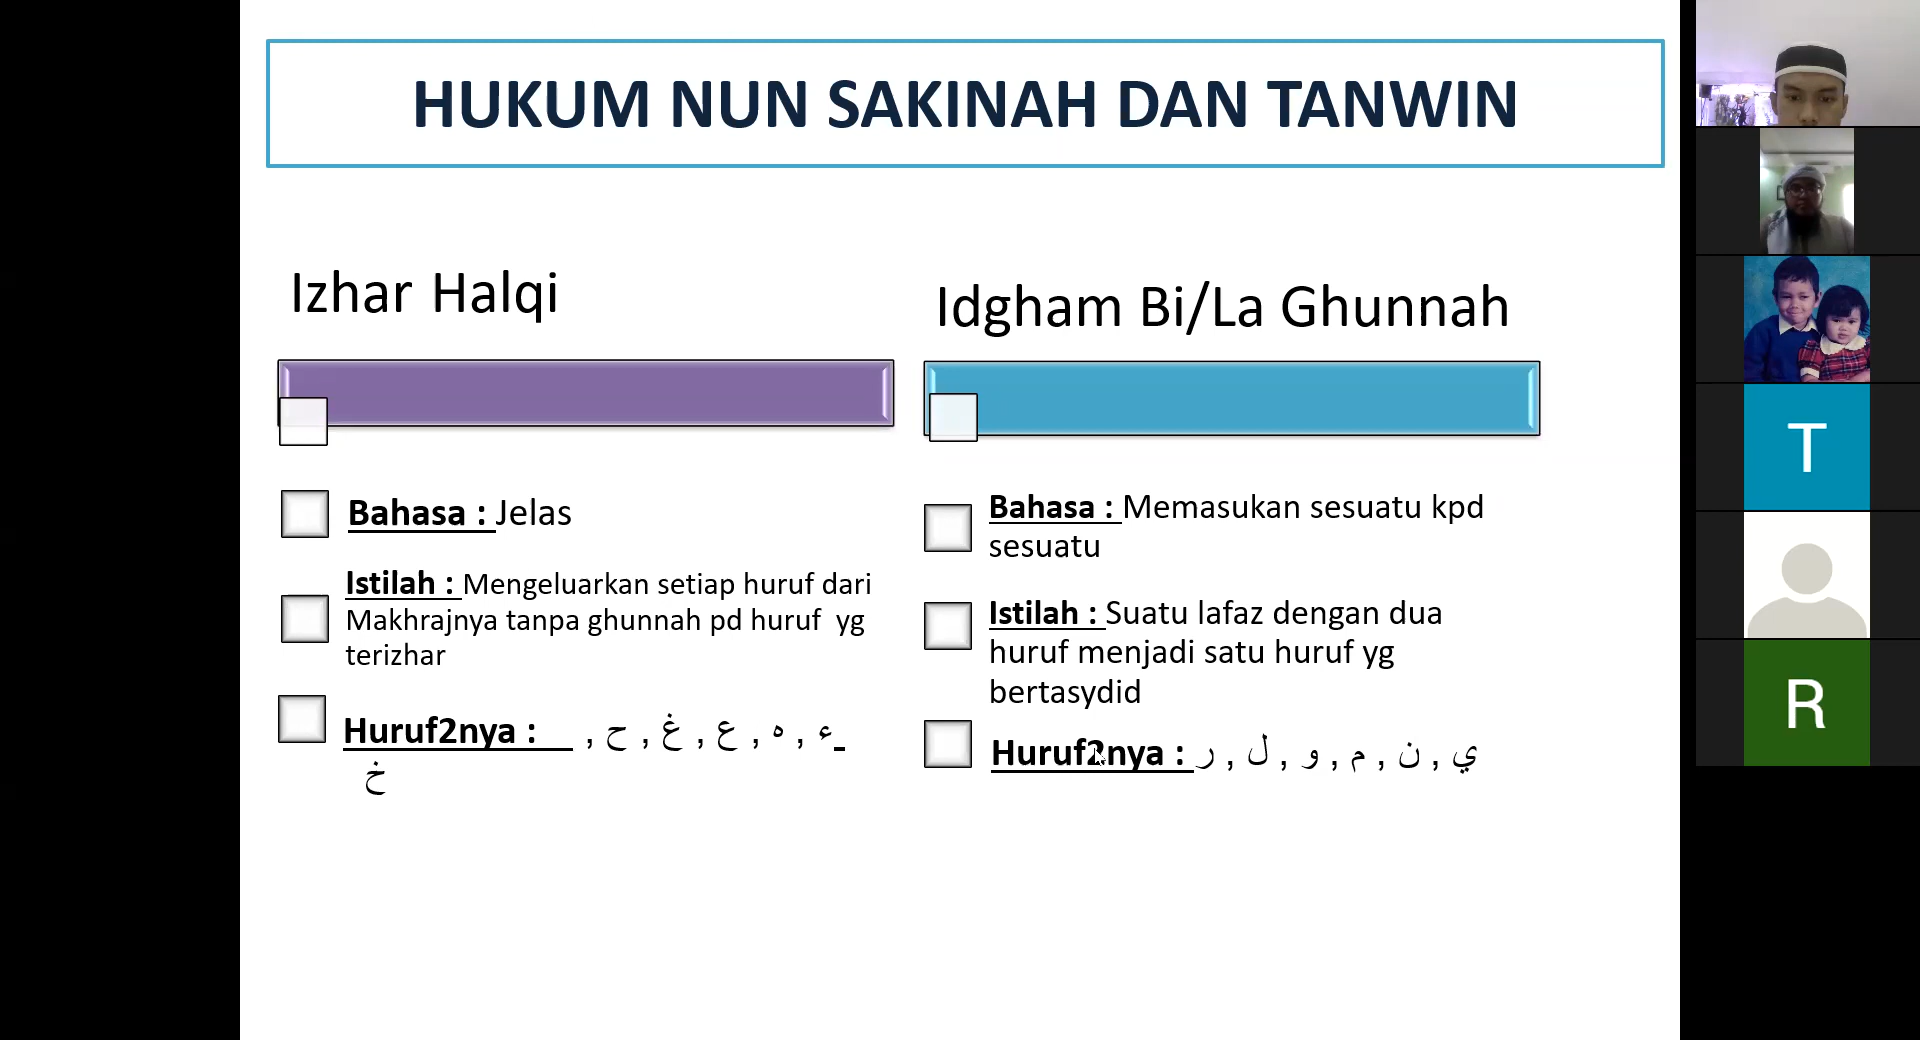 HUKUM NUN SAKINAH DAN TANWIN
Izhar Halqi
Bahasa : Jelas
Istilah : Mengeluarkan setiap huruf dari
Makhrajnya tanpa ghunnah pd huruf yg
terizhar
Huruf2nya : ء , ه , ع , غ , ح ,
خ
Idgham Bi/La Ghunnah
Bahasa : Memasukan sesuatu kpd
sesuatu
Istilah : Suatu lafaz dengan dua
huruf menjadi satu huruf yg
bertasydid
Huruf2nya : ي , ن , م , و , ل , ر
T
R